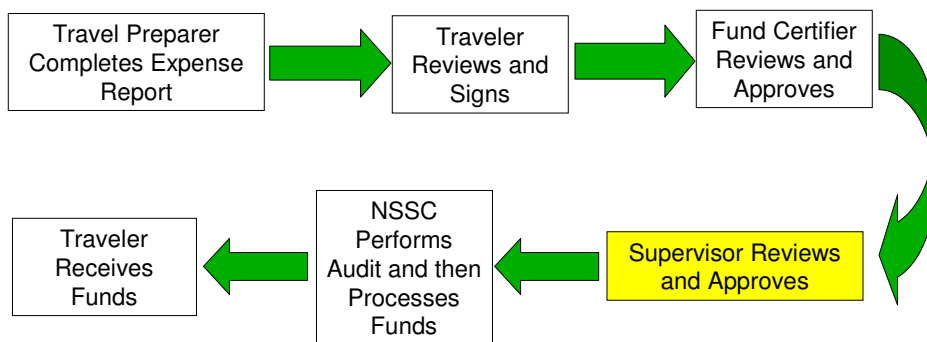 Travel Preparer
Completes Expense
Report
Traveler
Reviews and
Signs
Fund Certifier
Reviews and
Approves
Supervisor Reviews
and Approves
NSSC
Performs
Audit and then
Processes
Funds
Traveler
Receives
Funds